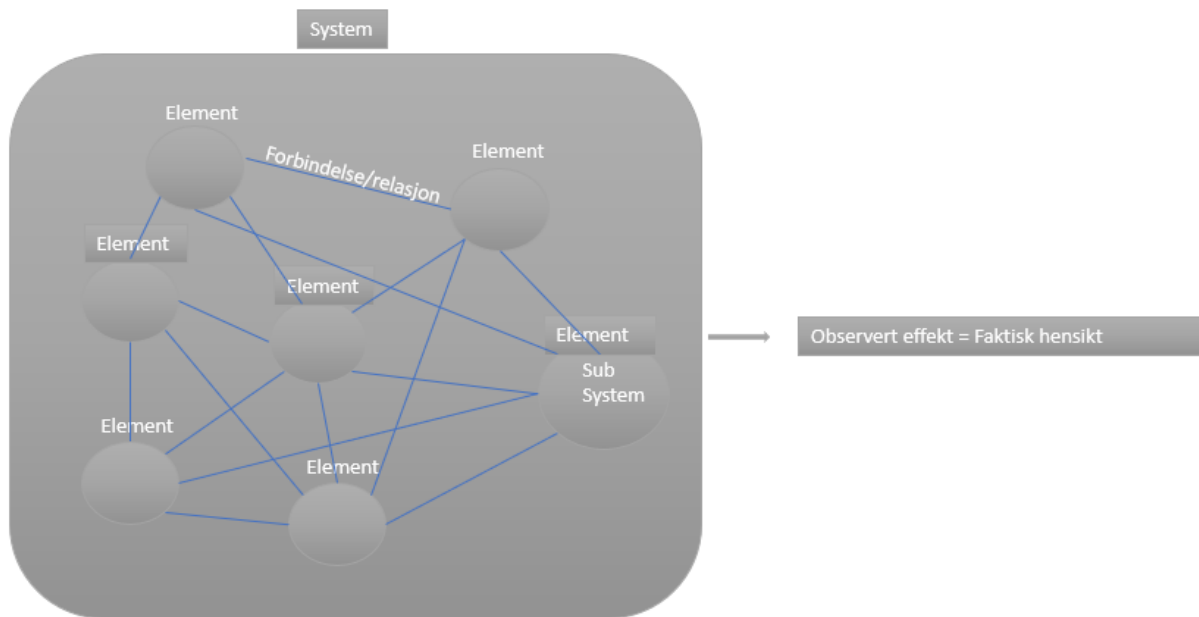 System
Element
Element
Forbindelse/relasjon
Element
Element
Element
Sub
System
Observert effekt = Faktisk hensikt
Element
Element